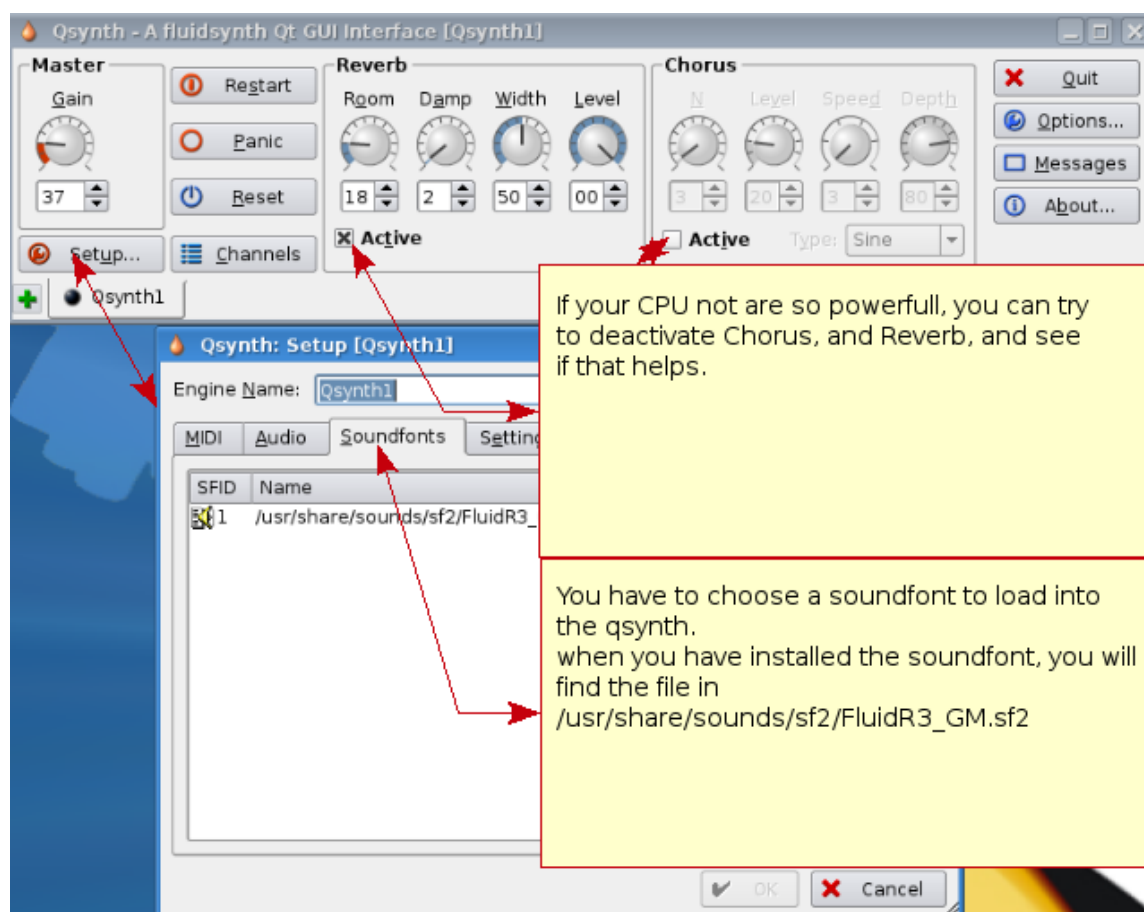 Qsynth - A fluidsynth Qt GUI Interface [Qsynth1]
Master
Gain
37
Setup...
Restart
Panic
Reset
Channels
Reverb
Room Damp Width Level
18 2 50 00
Active
Chorus
N Level Speed Depth
3 20 3 80
Active Type: Sine
Quit
Options...
Messages
About...
Qsynth1
If your CPU not are so powerfull, you can try
to deactivate Chorus, and Reverb, and see
if that helps.
Qsynth: Setup [Qsynth1]
Engine Name: Qsynth1
MIDI Audio Soundfonts
SFID Name
1 /usr/share/sounds/sf2/FluidR3_
You have to choose a soundfont to load into
the qsynth.
when you have installed the soundfont, you will
find the file in
/usr/share/sounds/sf2/FluidR3_GM.sf2
OK Cancel